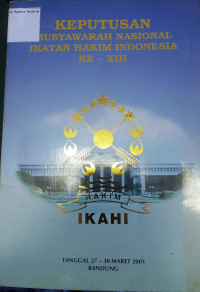 KEPUTUSAN
MUSYAWARAH NASIONAL
IKATAN HAKIM INDONESIA
KE - XIII
HAKIM
IKAHI
TANGGAL 27 - 30 MARET 2001
BANDUNG